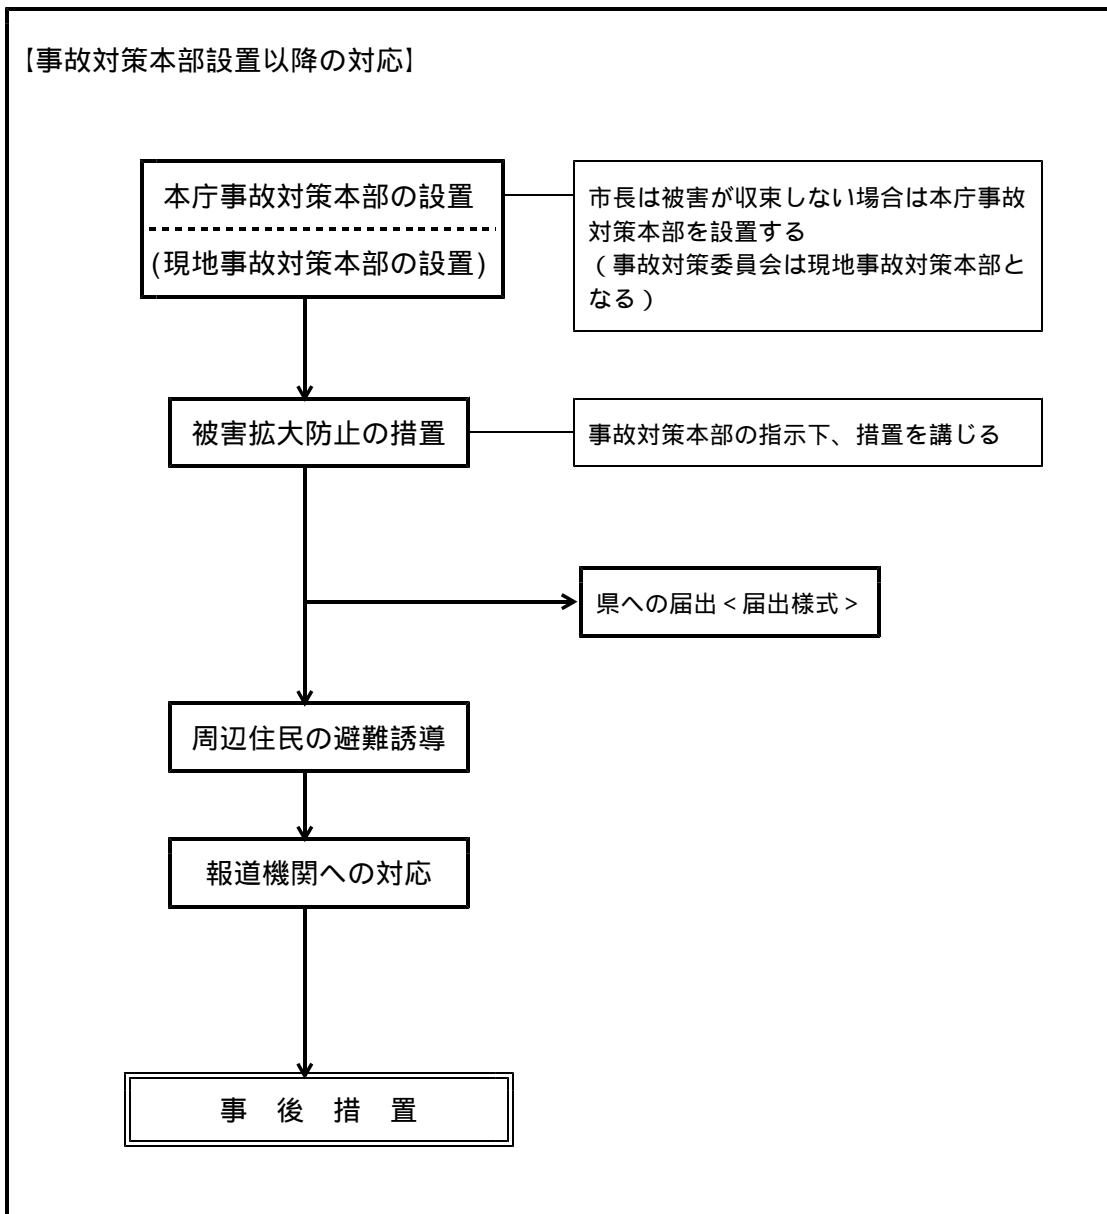 【事故対策本部設置以降の対応】
本庁事故対策本部の設置
(現地事故対策本部の設置)
市長は被害が収束しない場合は本庁事故
対策本部を設置する
（事故対策委員会は現地事故対策本部と
なる）
被害拡大防止の措置
事故対策本部の指示下、措置を講じる
県への届出＜届出様式＞
周辺住民の避難誘導
報道機関への対応
事　後　措　置